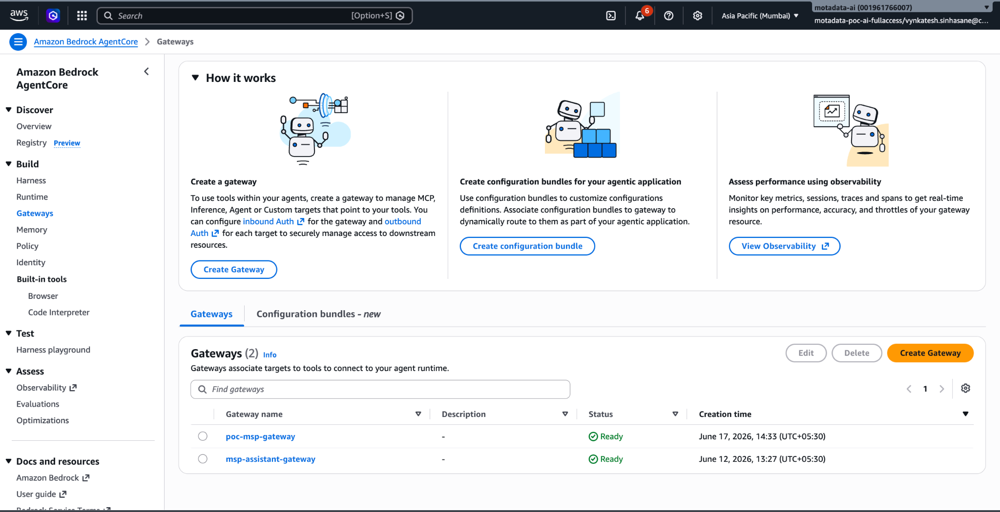 aws
Search
[Option+S]
6
Asia Pacific (Mumbai)
motadata-ai (001961766007)
motadata-poc-ai-fullaccess/vynkatesh.sinhasane@c...
Amazon Bedrock AgentCore
Gateways
Amazon Bedrock
AgentCore
Discover
Overview
Registry Preview
Build
Harness
Runtime
Gateways
Memory
Policy
Identity
Built-in tools
Browser
Code Interpreter
Test
Harness playground
Assess
Observability
Evaluations
Optimizations
Docs and resources
Amazon Bedrock
User guide
Bedrock Service Terms
How it works
Create a gateway
To use tools within your agents, create a gateway to manage MCP,
Inference, Agent or Custom targets that point to your tools. You
can configure inbound Auth for the gateway and outbound
Auth for each target to securely manage access to downstream
resources.
Create Gateway
Create configuration bundles for your agentic application
Use configuration bundles to customize configurations
definitions. Associate configuration bundles to gateway to
dynamically route to them as part of your agentic application.
Create configuration bundle
Assess performance using observability
Monitor key metrics, sessions, traces and spans to get real-time
insights on performance, accuracy, and throttles of your gateway
resource.
View Observability
Gateways
Configuration bundles - new
Gateways (2) Info
Gateways associate targets to tools to connect to your agent runtime.
Edit
Delete
Create Gateway
Find gateways
1
Gateway name
Description
Status
Creation time
poc-msp-gateway
-
Ready
June 17, 2026, 14:33 (UTC+05:30)
msp-assistant-gateway
-
Ready
June 12, 2026, 13:27 (UTC+05:30)